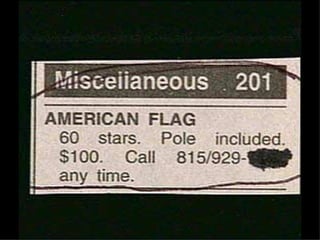 Miscellaneous 201
AMERICAN FLAG
60 stars. Pole included.
$100. Call 815/929-
any time.